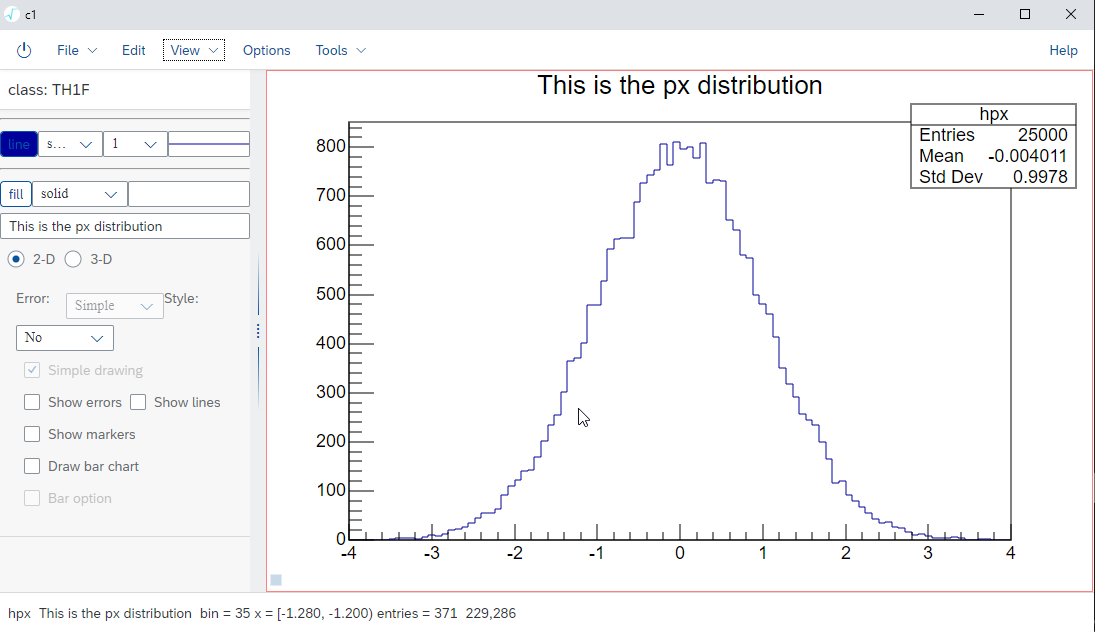 c1
File Edit View Options Tools Help
class: TH1F
line s... 1
fill solid
This is the px distribution
2-D 3-D
Error: Simple Style:
No
Simple drawing
Show errors Show lines
Show markers
Draw bar chart
Bar option
This is the px distribution
hpx
Entries 25000
Mean -0.004011
Std Dev 0.9978
800
700
600
500
400
300
200
100
0
-4 -3 -2 -1 0 1 2 3 4
hpx This is the px distribution bin = 35 x = [-1.280, -1.200) entries = 371 229,286